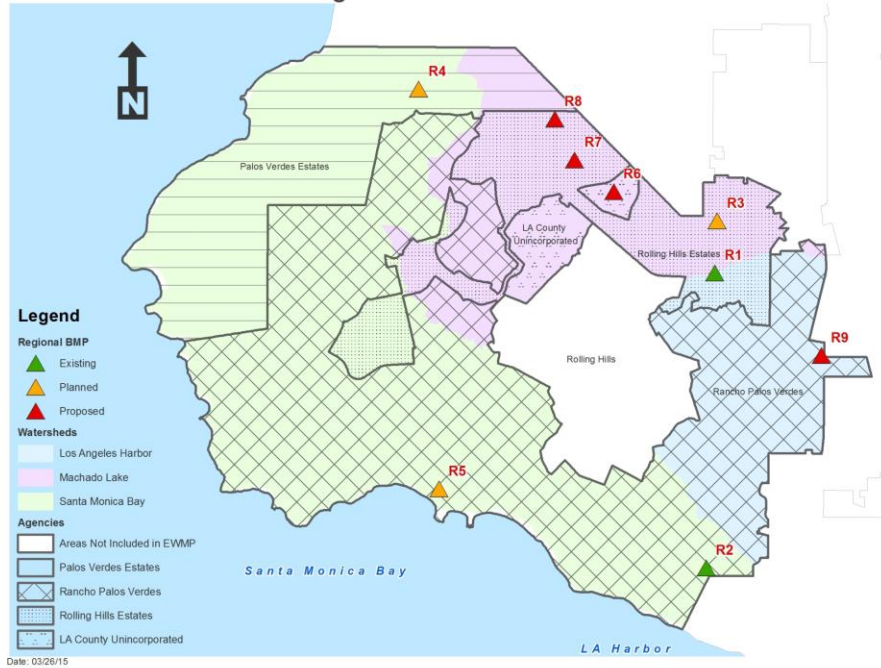 N
R4
R8
R7
R6
Palos Verdes Estates
LA County
Unincorporated
R3
Rolling Hills Estates
R1
R9
Rolling Hills
Rancho Palos Verdes
R5
R2
Santa Monica Bay
LA Harbor
Legend
Regional BMP
Existing
Planned
Proposed
Watersheds
Los Angeles Harbor
Machado Lake
Santa Monica Bay
Agencies
Areas Not Included in EWMP
Palos Verdes Estates
Rancho Palos Verdes
Rolling Hills Estates
LA County Unincorporated
Date: 03/26/15